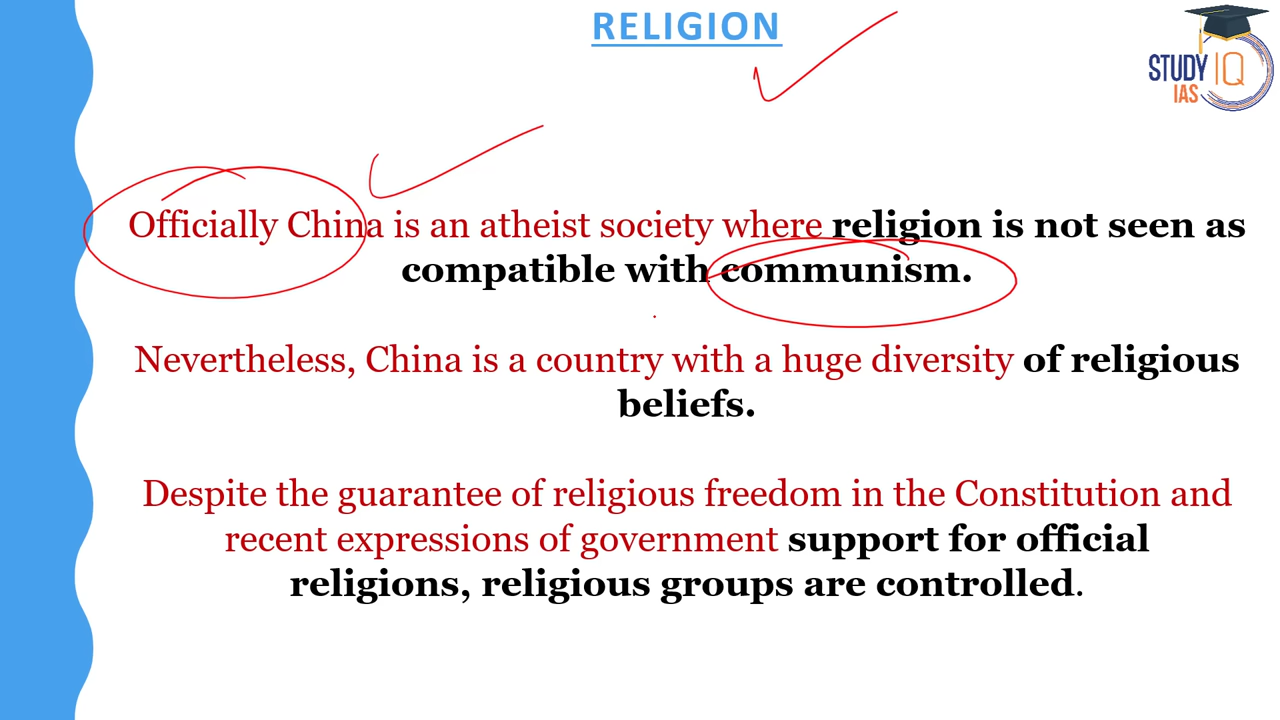 RELIGION
STUDY IQ
IAS
Officially China is an atheist society where religion is not seen as
compatible with communism.
Nevertheless, China is a country with a huge diversity of religious
beliefs.
Despite the guarantee of religious freedom in the Constitution and
recent expressions of government support for official
religions, religious groups are controlled.